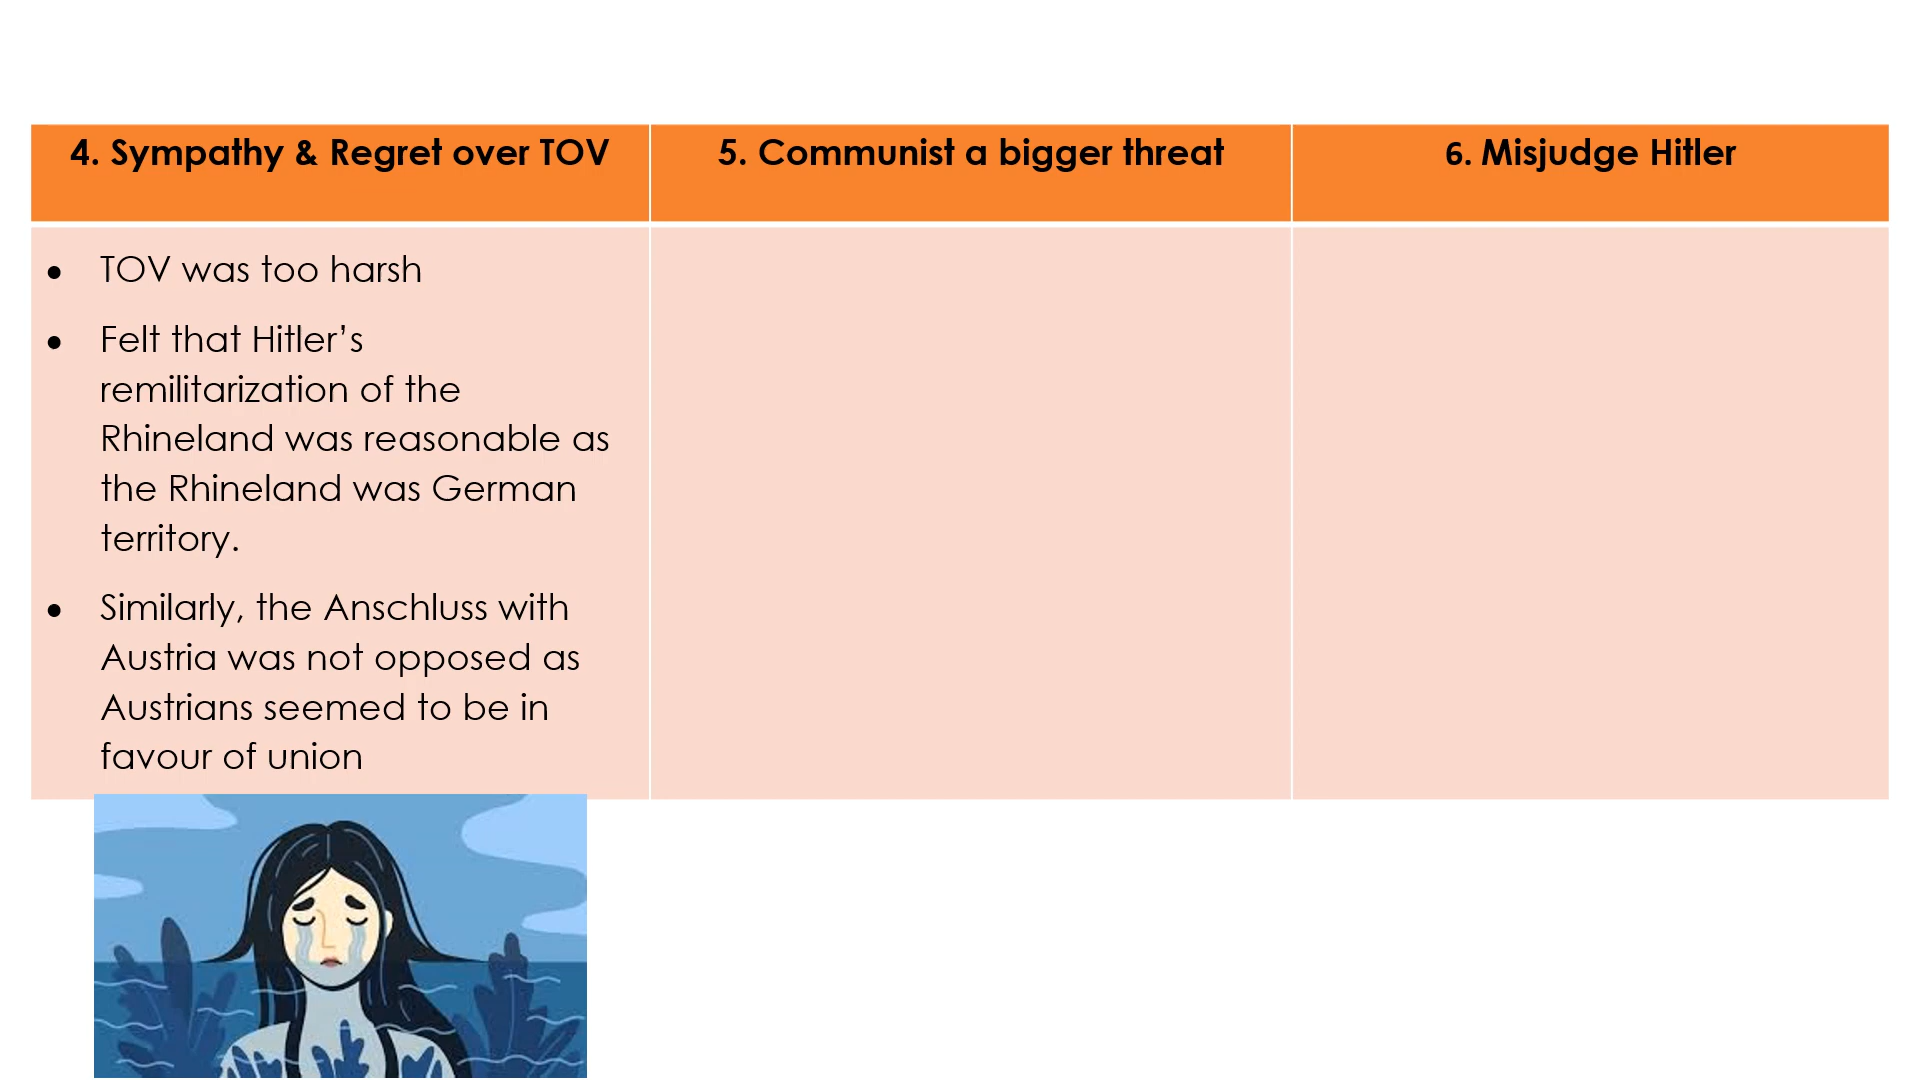 4. Sympathy & Regret over TOV
5. Communist a bigger threat
6. Misjudge Hitler
• TOV was too harsh
• Felt that Hitler’s
remilitarization of the
Rhineland was reasonable as
the Rhineland was German
territory.
• Similarly, the Anschluss with
Austria was not opposed as
Austrians seemed to be in
favour of union